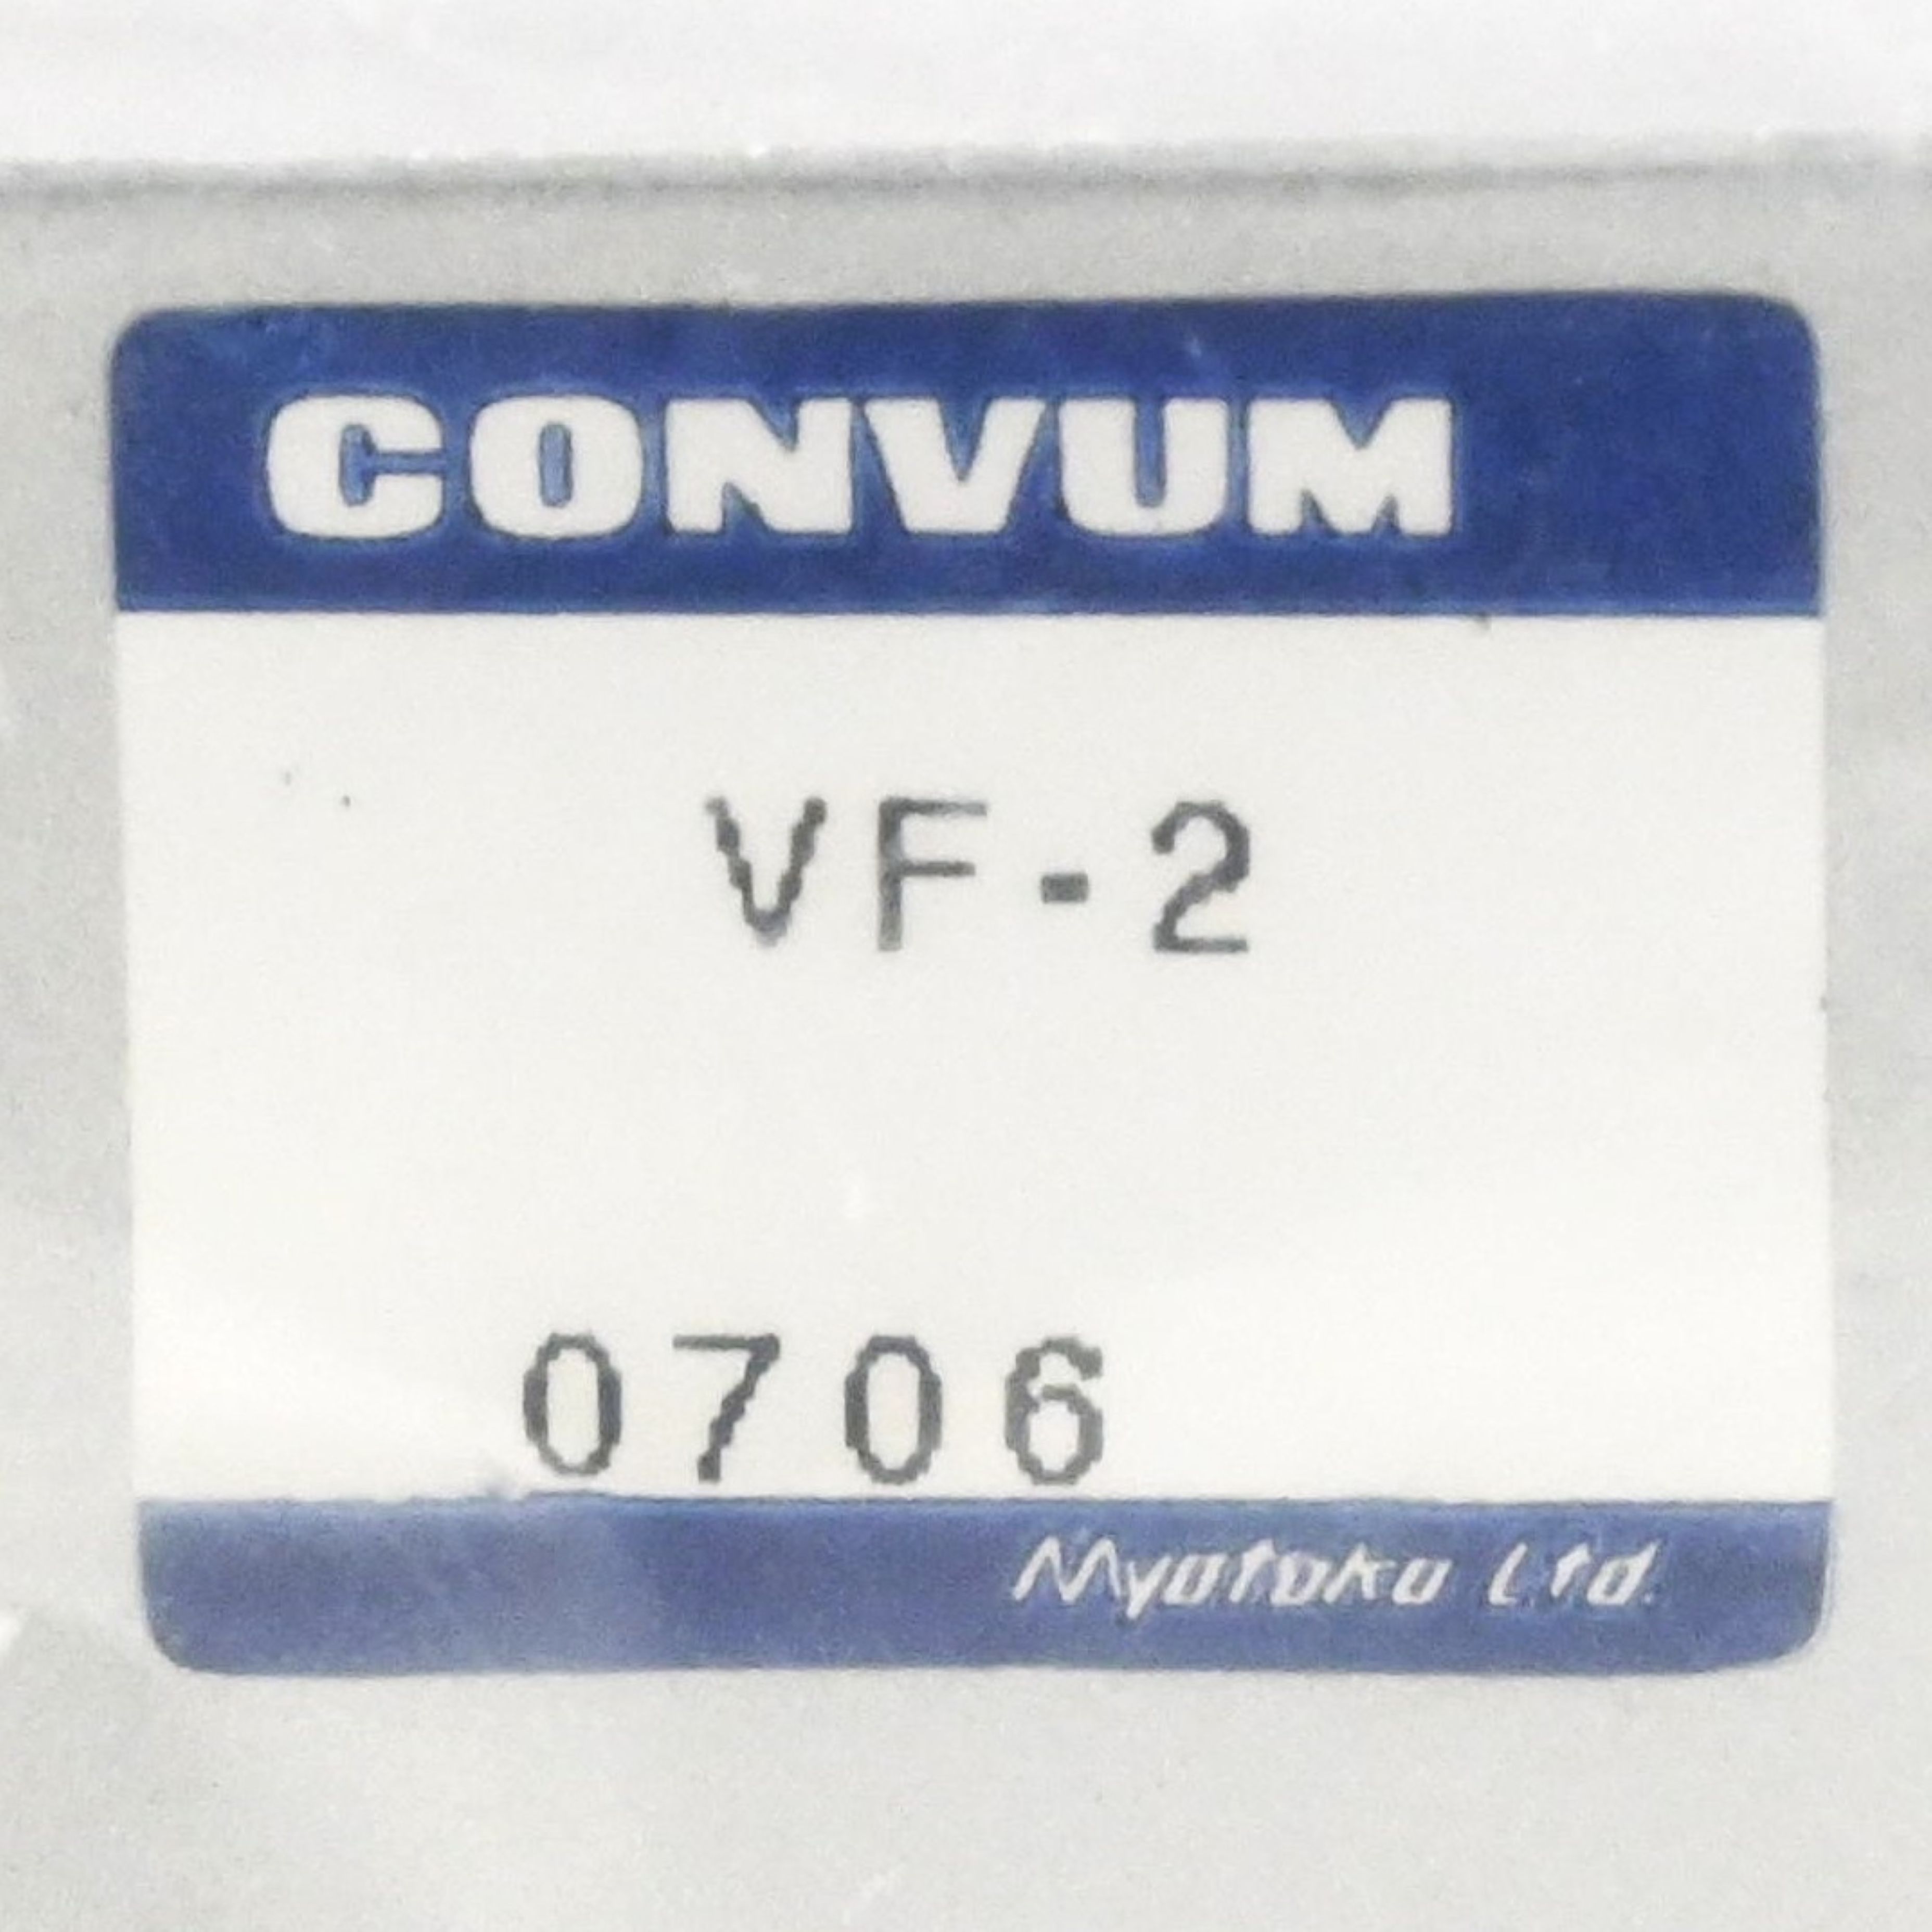 CONVUM
VF-2
0706
Myotoku Ltd.